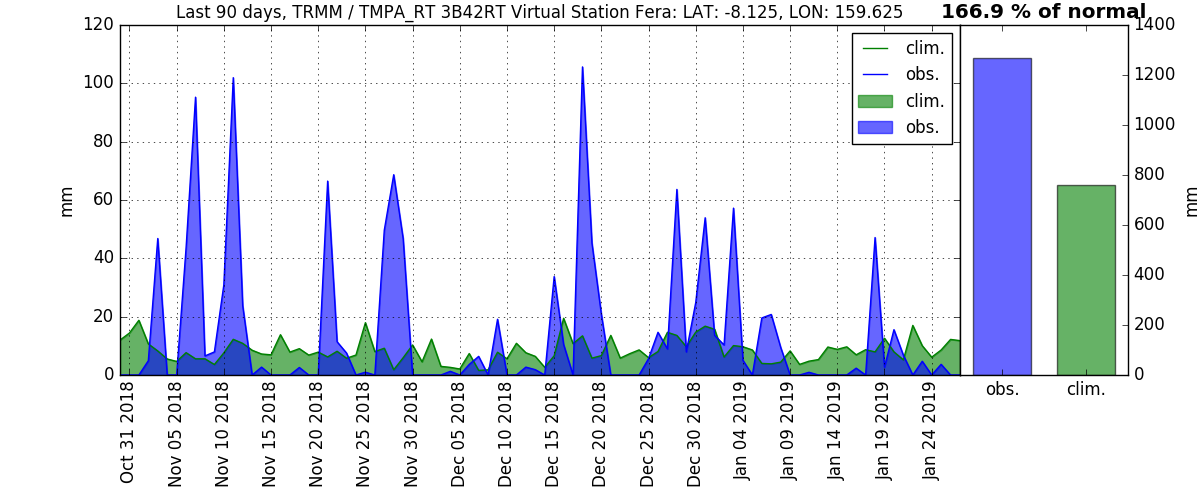 Last 90 days, TRMM / TMPA_RT 3B42RT Virtual Station Fera: LAT: -8.125, LON: 159.625
166.9 % of normal
120
100
80
60
40
20
0
mm
clim.
obs.
clim.
obs.
1400
1200
1000
800
600
400
200
0
mm
Oct 31 2018
Nov 05 2018
Nov 10 2018
Nov 15 2018
Nov 20 2018
Nov 25 2018
Nov 30 2018
Dec 05 2018
Dec 10 2018
Dec 15 2018
Dec 20 2018
Dec 25 2018
Dec 30 2018
Jan 04 2019
Jan 09 2019
Jan 14 2019
Jan 19 2019
Jan 24 2019
obs.
clim.